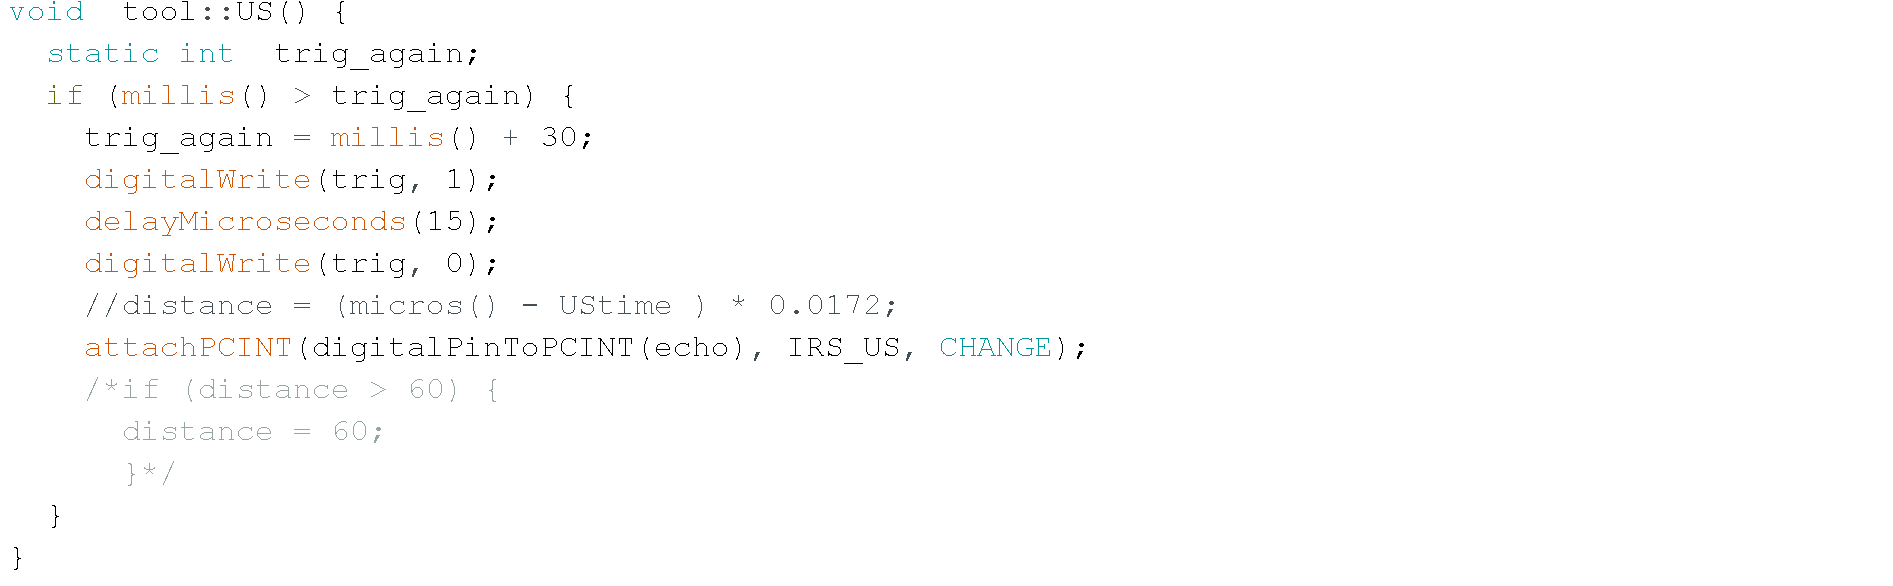 void  tool::US() {
  static int  trig_again;
  if (millis() > trig_again) {
    trig_again = millis() + 30;
    digitalWrite(trig, 1);
    delayMicroseconds(15);
    digitalWrite(trig, 0);
    //distance = (micros() - UStime ) * 0.0172;
    attachPCINT(digitalPinToPCINT(echo), IRS_US, CHANGE);
    /*if (distance > 60) {
      distance = 60;
      }*/
  }
}